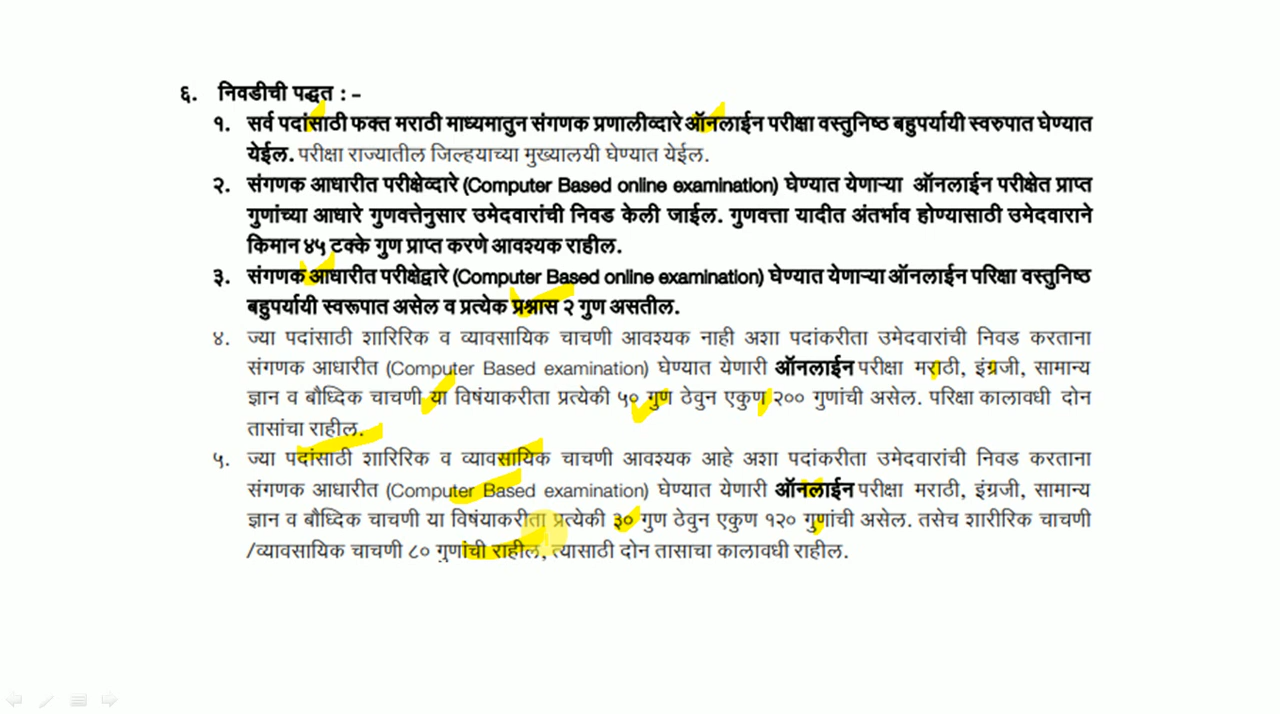 ६. निवडीची पद्धत : -
१. सर्व पदांसाठी फक्त मराठी माध्यमातुन संगणक प्रणालीव्दारे ऑनलाईन परीक्षा वस्तुनिष्ठ बहुपर्यायी स्वरुपात घेण्यात
येईल. परीक्षा राज्यातील जिल्हयाच्या मुख्यालयी घेण्यात येईल.
२. संगणक आधारीत परीक्षेव्दारे (Computer Based online examination) घेण्यात येणाऱ्या ऑनलाईन परीक्षेत प्राप्त
गुणांच्या आधारे गुणवत्तेनुसार उमेदवारांची निवड केली जाईल. गुणवत्ता यादीत अंतर्भाव होण्यासाठी उमेदवाराने
किमान ४५ टक्के गुण प्राप्त करणे आवश्यक राहील.
३. संगणक आधारीत परीक्षेद्वारे (Computer Based online examination) घेण्यात येणाऱ्या ऑनलाईन परिक्षा वस्तुनिष्ठ
बहुपर्यायी स्वरूपात असेल व प्रत्येक प्रश्नास २ गुण असतील.
४. ज्या पदांसाठी शारिरिक व व्यावसायिक चाचणी आवश्यक नाही अशा पदांकरीता उमेदवारांची निवड करताना
संगणक आधारीत (Computer Based examination) घेण्यात येणारी ऑनलाईन परीक्षा मराठी, इंग्रजी, सामान्य
ज्ञान व बौध्दिक चाचणी या विषंयाकरीता प्रत्येकी ५० गुण ठेवुन एकुण २०० गुणांची असेल. परिक्षा कालावधी दोन
तासांचा राहील.
५. ज्या पदांसाठी शारिरिक व व्यावसायिक चाचणी आवश्यक आहे अशा पदांकरीता उमेदवारांची निवड करताना
संगणक आधारीत (Computer Based examination) घेण्यात येणारी ऑनलाईन परीक्षा मराठी, इंग्रजी, सामान्य
ज्ञान व बौध्दिक चाचणी या विषंयाकरीता प्रत्येकी ३० गुण ठेवुन एकुण १२० गुणांची असेल. तसेच शारीरिक चाचणी
/व्यावसायिक चाचणी ८० गुणांची राहील, त्यासाठी दोन तासाचा कालावधी राहील.